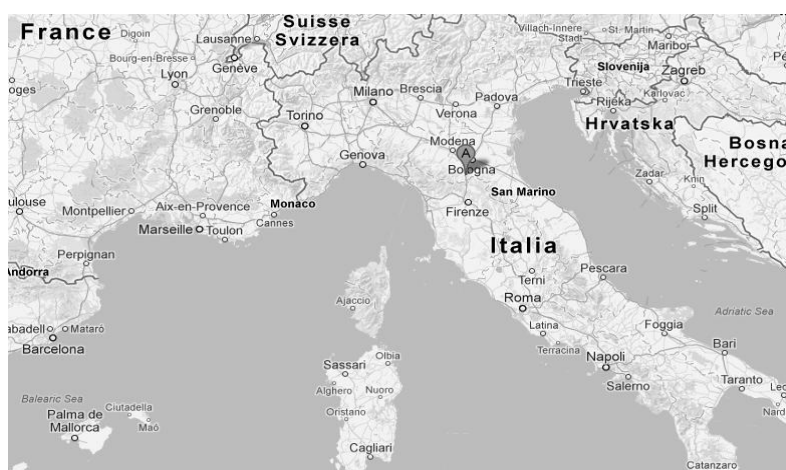 France
Digoin
Lausanne
Suisse
Svizzera
Villach-Innere
Stadt
St. Martin
Maribor
Bourg-en-Bresse
Genève
Lyon
Slovenija
Zagreb
Milano
Brescia
Padova
Trieste
Karlovac
Grenoble
Torino
Verona
Rijeka
Hrvatska
Modena
A
Bologna
Genova
Bosna
Hercego
Zadar
Knin
Monaco
San Marino
Montpellier
Aix-en-Provence
Cannes
Firenze
Split
Marseille
Toulon
Italia
Perpignan
Andorra
Terni
Pescara
Ajaccio
Roma
Adriatic Sea
Latina
Foggia
abadell
Mataró
Barcelona
Terracina
Bari
Sassari
Olbia
Napoli
Salerno
Taranto
Alghero
Nuoro
Balearic Sea
Ciutadella
Oristano
Palma de
Mallorca
Maó
Cagliari
Catanzaro